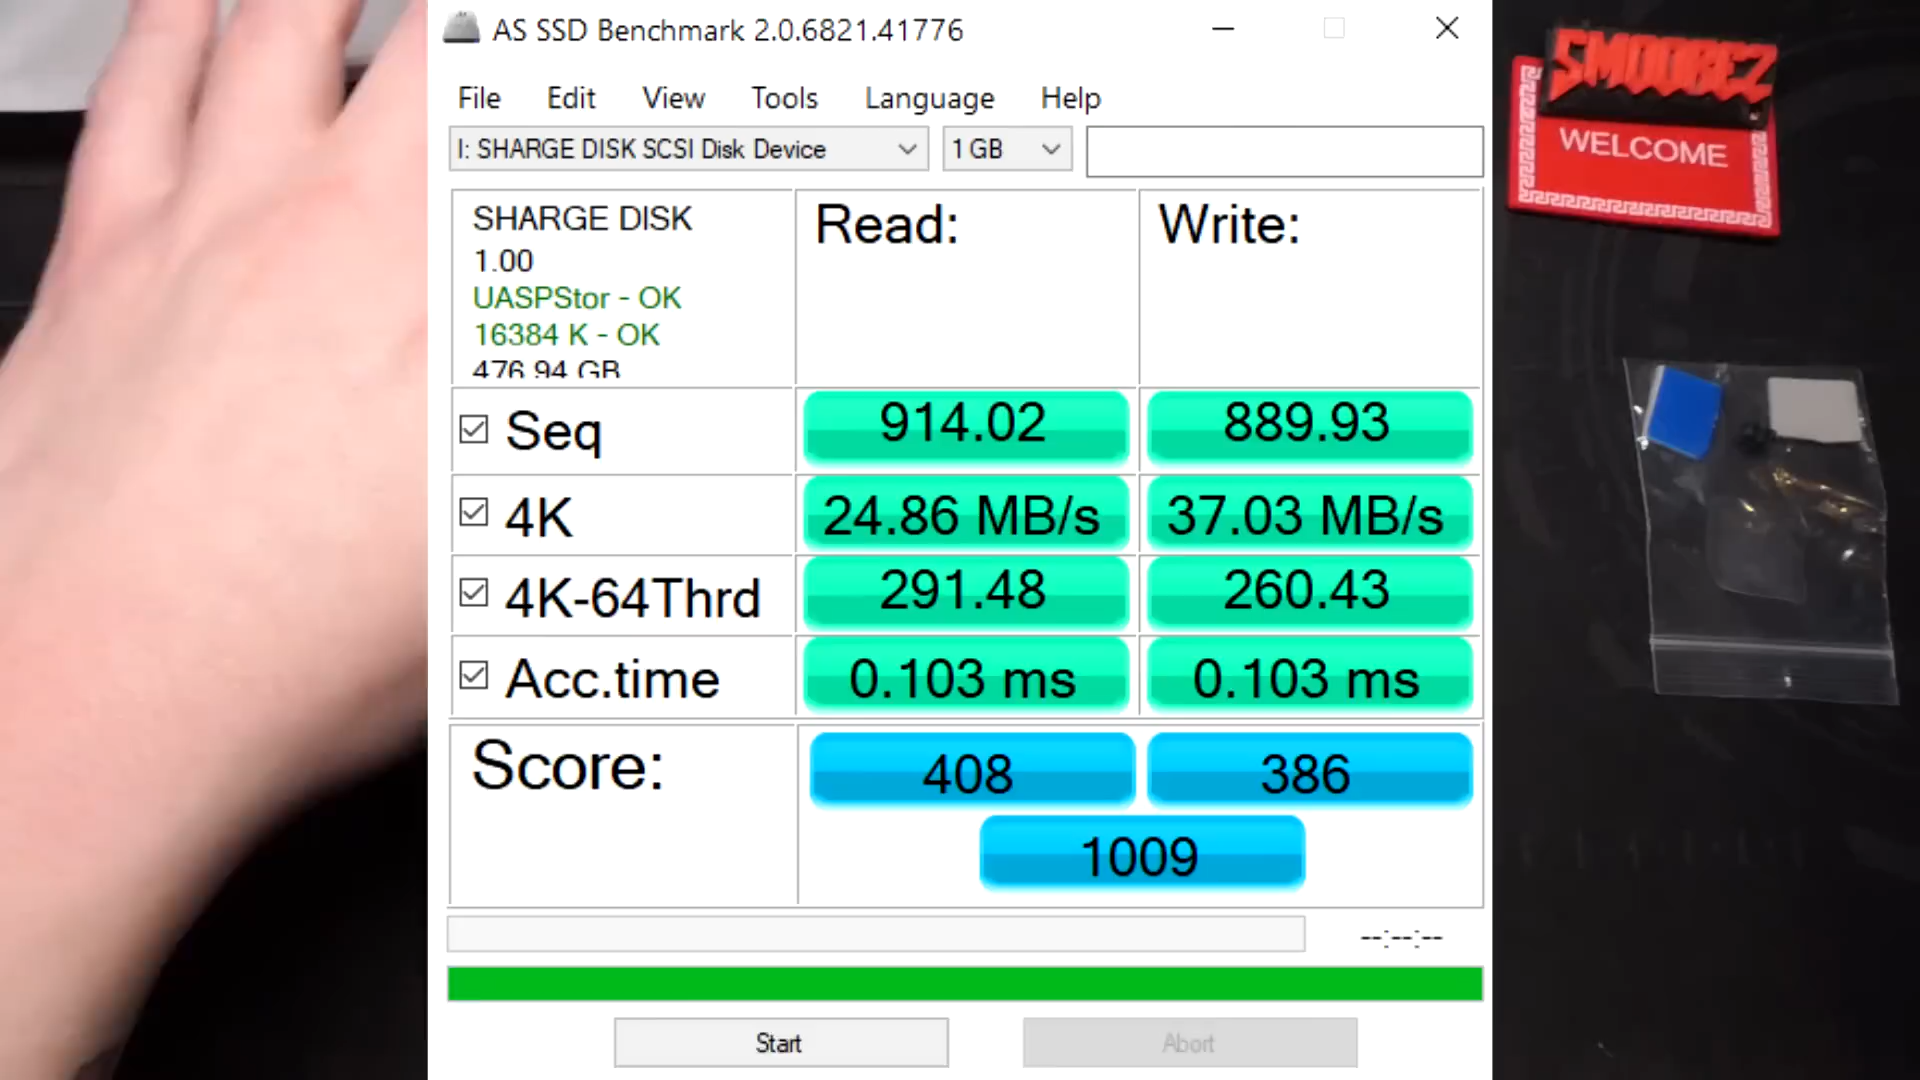 AS SSD Benchmark 2.0.6821.41776
File Edit View Tools Language Help
I: SHARGE DISK SCSI Disk Device 1 GB
SHARGE DISK
1.00
UASPStor - OK
16384 K - OK
476.94 GB
Read: Write:
Seq 914.02 889.93
4K 24.86 MB/s 37.03 MB/s
4K-64Thrd 291.48 260.43
Acc.time 0.103 ms 0.103 ms
Score: 408 386
1009
--:--:--
Start Abort
SMOOBEZ
WELCOME